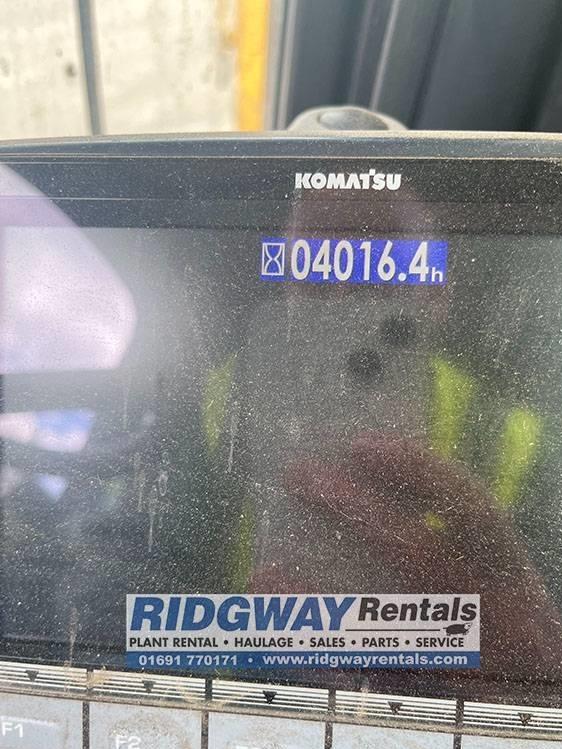 KOMATSU
04016.4h
RIDGWAY Rentals
PLANT RENTAL • HAULAGE • SALES • PARTS • SERVICE
01691 770171 • www.ridgwayrentals.com
F1
F2